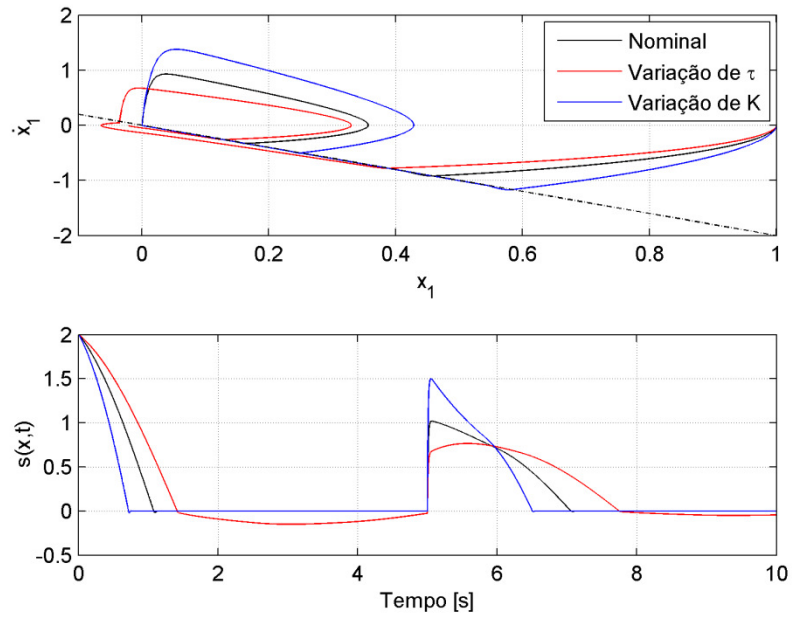 2
1
0
-1
-2
ẋ₁
Nominal
Variação de τ
Variação de K
0 0.2 0.4 0.6 0.8 1
x₁
2
1.5
1
0.5
0
-0.5
s(x,t)
0 2 4 6 8 10
Tempo [s]